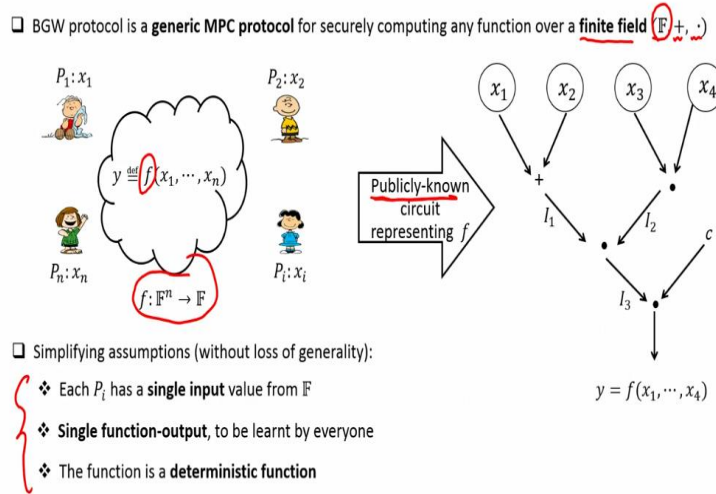 ❑ BGW protocol is a generic MPC protocol for securely computing any function over a finite field (𝔽, +, ·)
P₁: x₁
P₂: x₂
y ≝ f(x₁, ⋯, xₙ)
Pₙ: xₙ
Pᵢ: xᵢ
f: 𝔽ⁿ → 𝔽
Publicly-known
circuit
representing f
x₁ x₂ x₃ x₄
+ ·
I₁ I₂ c
·
I₃ ·
y = f(x₁, ⋯, x₄)
❑ Simplifying assumptions (without loss of generality):
❖ Each Pᵢ has a single input value from 𝔽
❖ Single function-output, to be learnt by everyone
❖ The function is a deterministic function